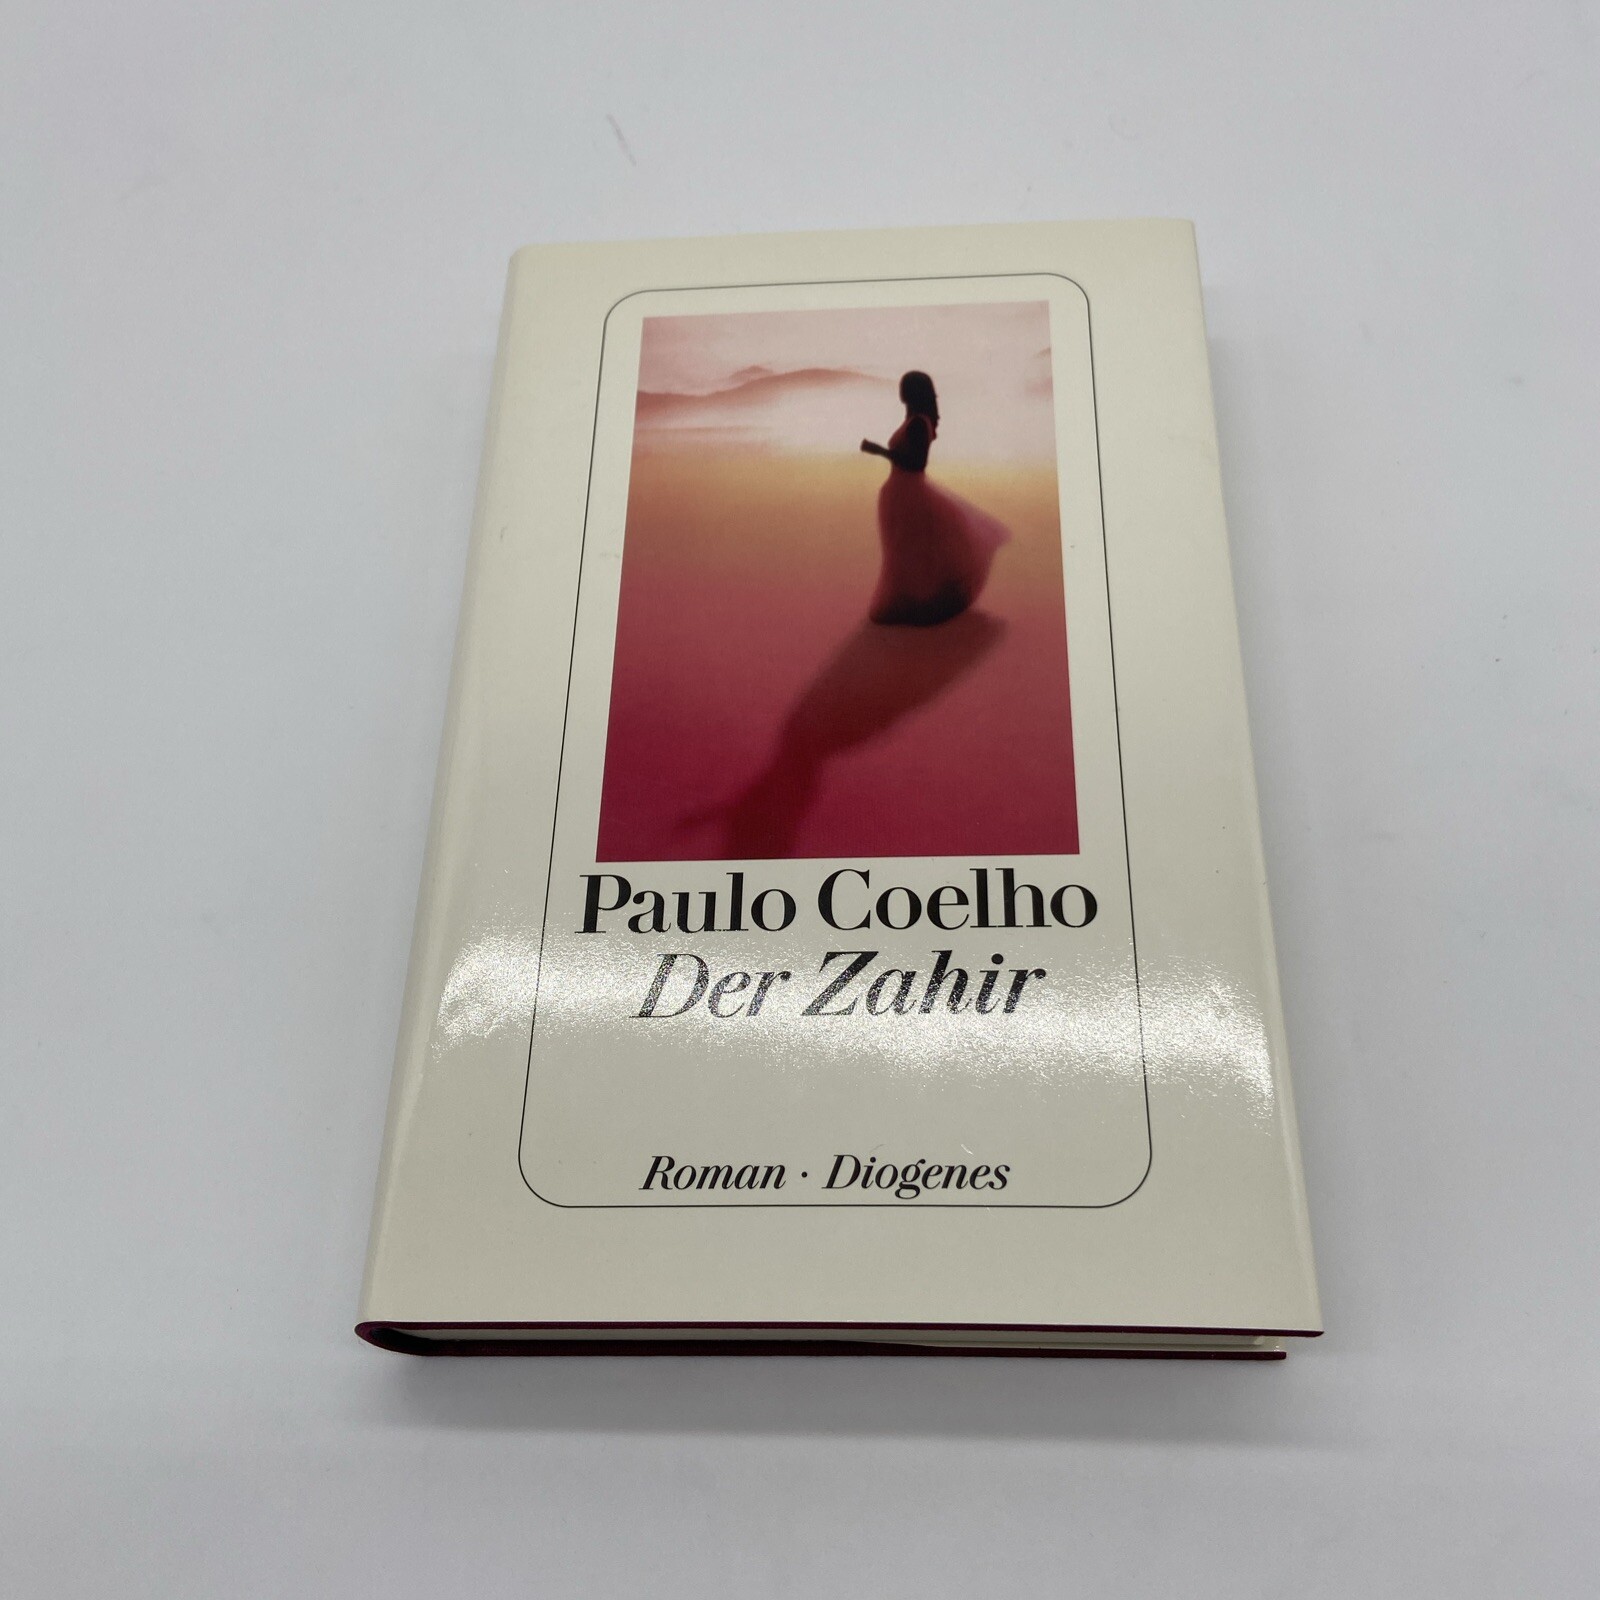 Paulo Coelho
Der Zahir
Roman · Diogenes